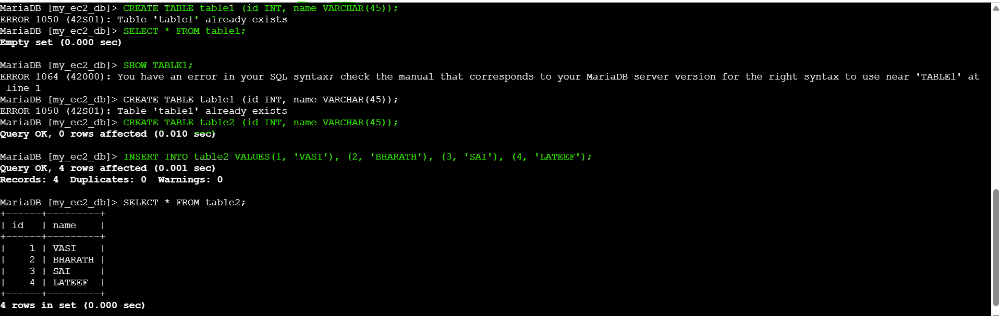 MariaDB [my_ec2_db]> CREATE TABLE table1 (id INT, name VARCHAR(45));
ERROR 1050 (42S01): Table 'table1' already exists
MariaDB [my_ec2_db]> SELECT * FROM table1;
Empty set (0.000 sec)

MariaDB [my_ec2_db]> SHOW TABLE1;
ERROR 1064 (42000): You have an error in your SQL syntax; check the manual that corresponds to your MariaDB server version for the right syntax to use near 'TABLE1' at
 line 1
MariaDB [my_ec2_db]> CREATE TABLE table1 (id INT, name VARCHAR(45));
ERROR 1050 (42S01): Table 'table1' already exists
MariaDB [my_ec2_db]> CREATE TABLE table2 (id INT, name VARCHAR(45));
Query OK, 0 rows affected (0.010 sec)

MariaDB [my_ec2_db]> INSERT INTO table2 VALUES(1, 'VASI'), (2, 'BHARATH'), (3, 'SAI'), (4, 'LATEEF');
Query OK, 4 rows affected (0.001 sec)
Records: 4  Duplicates: 0  Warnings: 0

MariaDB [my_ec2_db]> SELECT * FROM table2;
+------+---------+
| id   | name    |
+------+---------+
|    1 | VASI    |
|    2 | BHARATH |
|    3 | SAI     |
|    4 | LATEEF  |
+------+---------+
4 rows in set (0.000 sec)